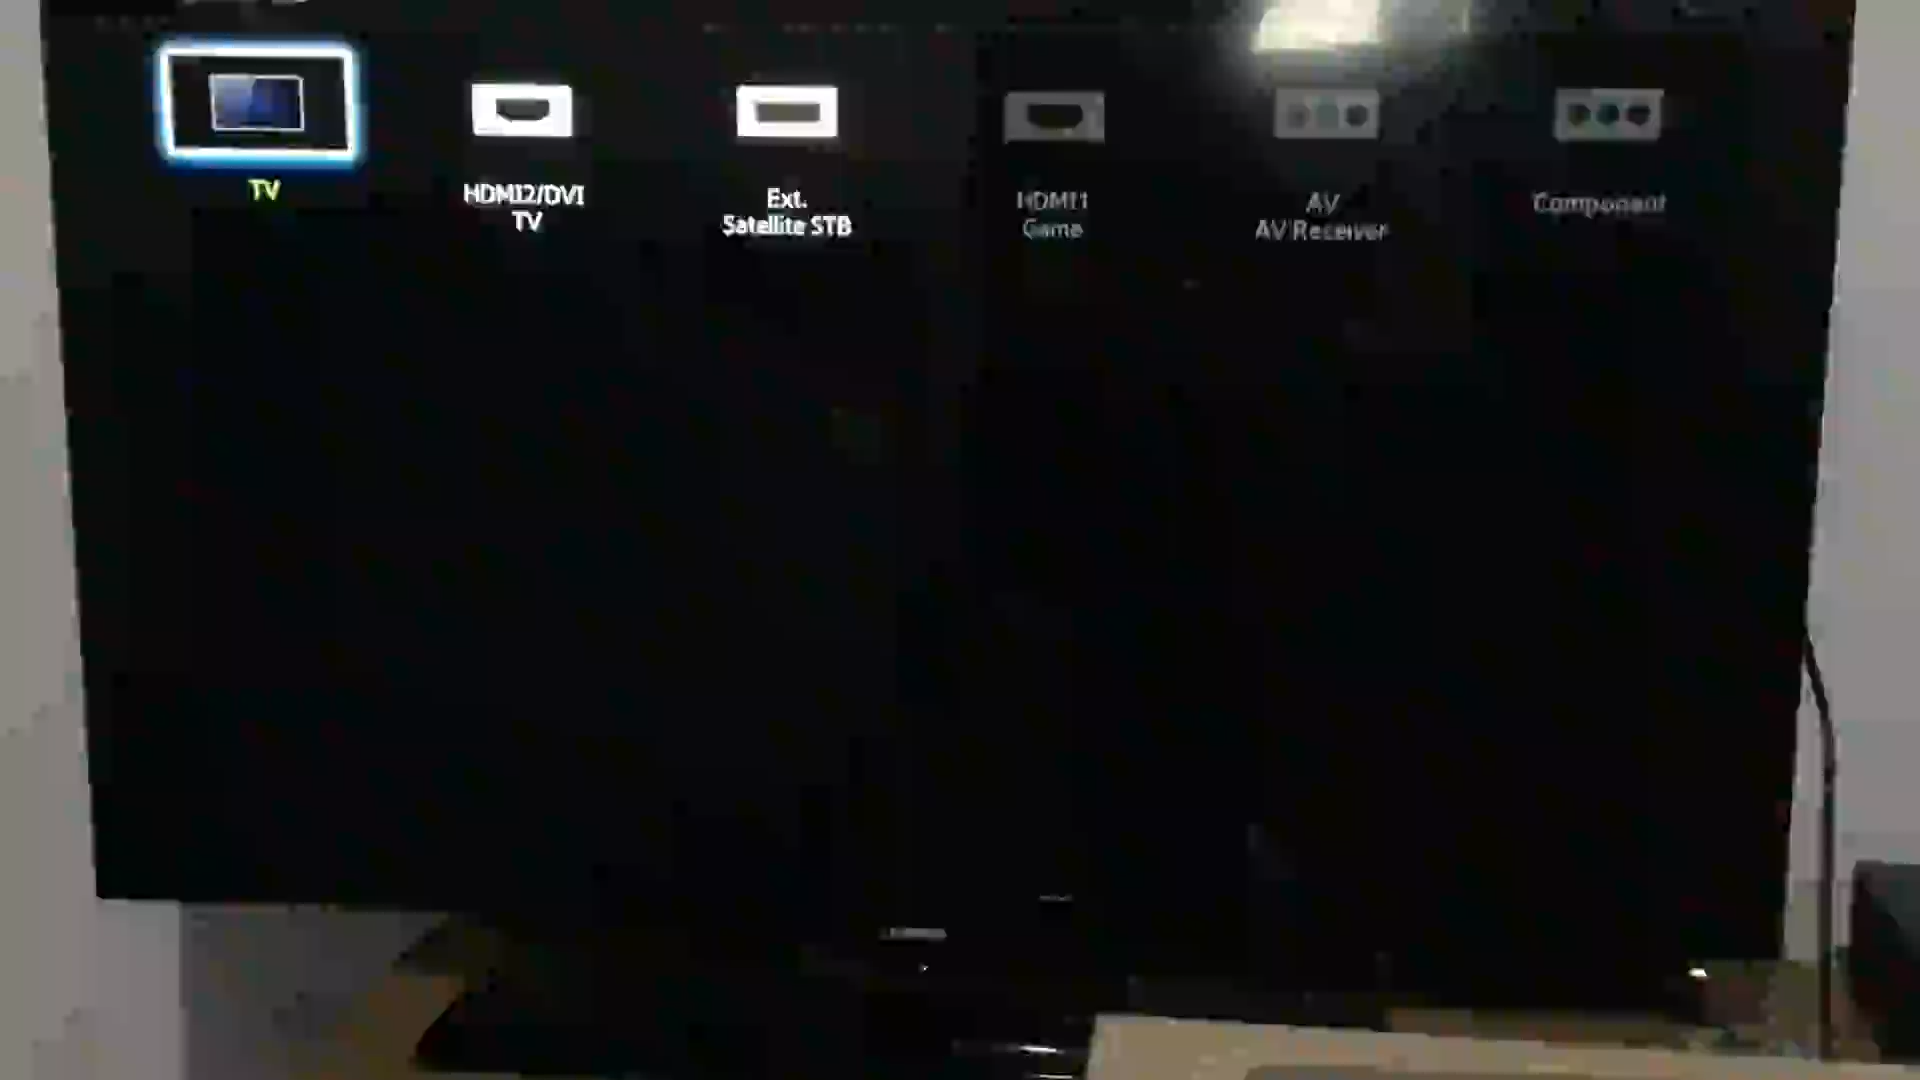 TV
HDMI2/DVI
TV
Ext.
Satellite STB
HDMI1
Game
AV
AV Receiver
Component